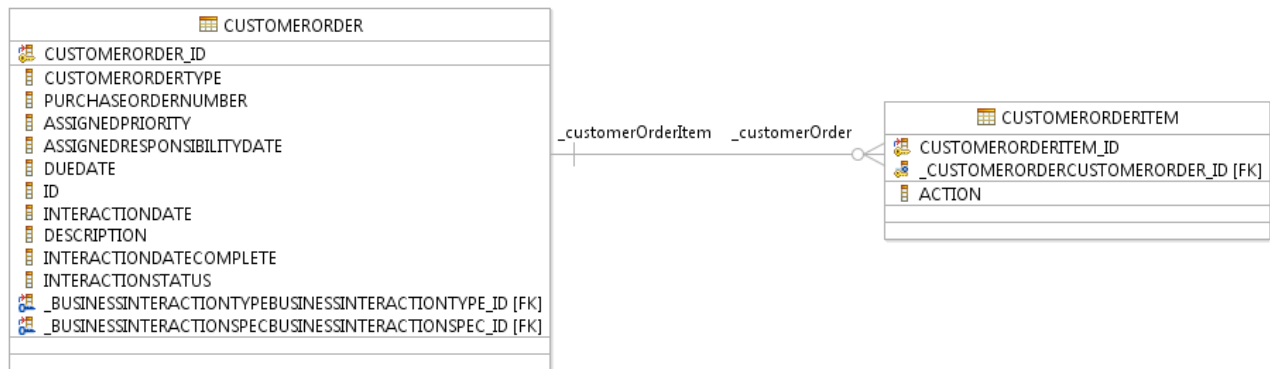 CUSTOMERORDER
CUSTOMERORDER_ID
CUSTOMERORDERTYPE
PURCHASEORDERNUMBER
ASSIGNEDPRIORITY
ASSIGNEDRESPONSIBILITYDATE
DUEDATE
ID
INTERACTIONDATE
DESCRIPTION
INTERACTIONDATECOMPLETE
INTERACTIONSTATUS
_BUSINESSINTERACTIONTYPEBUSINESSINTERACTIONTYPE_ID [FK]
_BUSINESSINTERACTIONSPECBUSINESSINTERACTIONSPEC_ID [FK]
_customerOrderItem
_customerOrder
CUSTOMERORDERITEM
CUSTOMERORDERITEM_ID
_CUSTOMERORDERCUSTOMERORDER_ID [FK]
ACTION